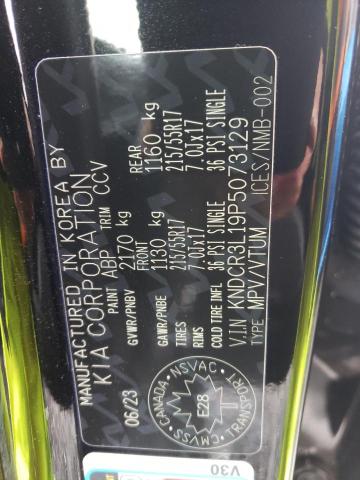 MANUFACTURED IN KOREA BY
KIA CORPORATION
PAINT ABP TRIM CCV
06/23 GVWR/PNBV 2170 kg
FRONT REAR
GAWR/PNBE 1130 kg 1160 kg
TIRES 215/55R17 215/55R17
RIMS 7.0Jx17 7.0Jx17
COLD TIRE INFL 36 PSI SINGLE 36 PSI SINGLE
V.I.N KNDCR3L19P5073129
TYPE MPV/VTUM ICES/NMB-002
CANADA NSVAC
E28
CMVSS TRANSPORT
V30